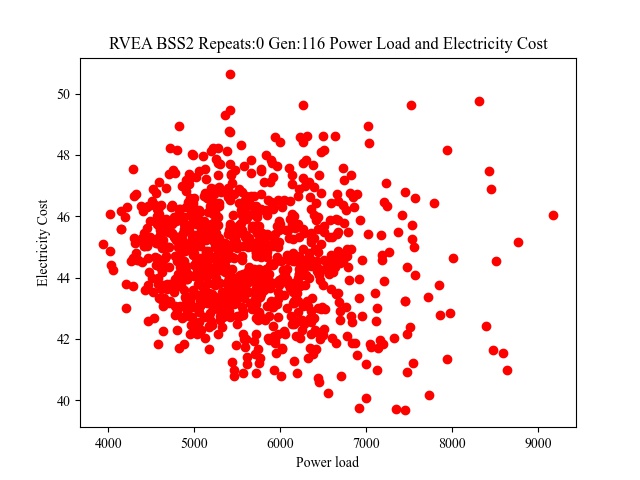 RVEA BSS2 Repeats:0 Gen:116 Power Load and Electricity Cost
50
48
46
44
42
40
Electricity Cost
4000 5000 6000 7000 8000 9000
Power load